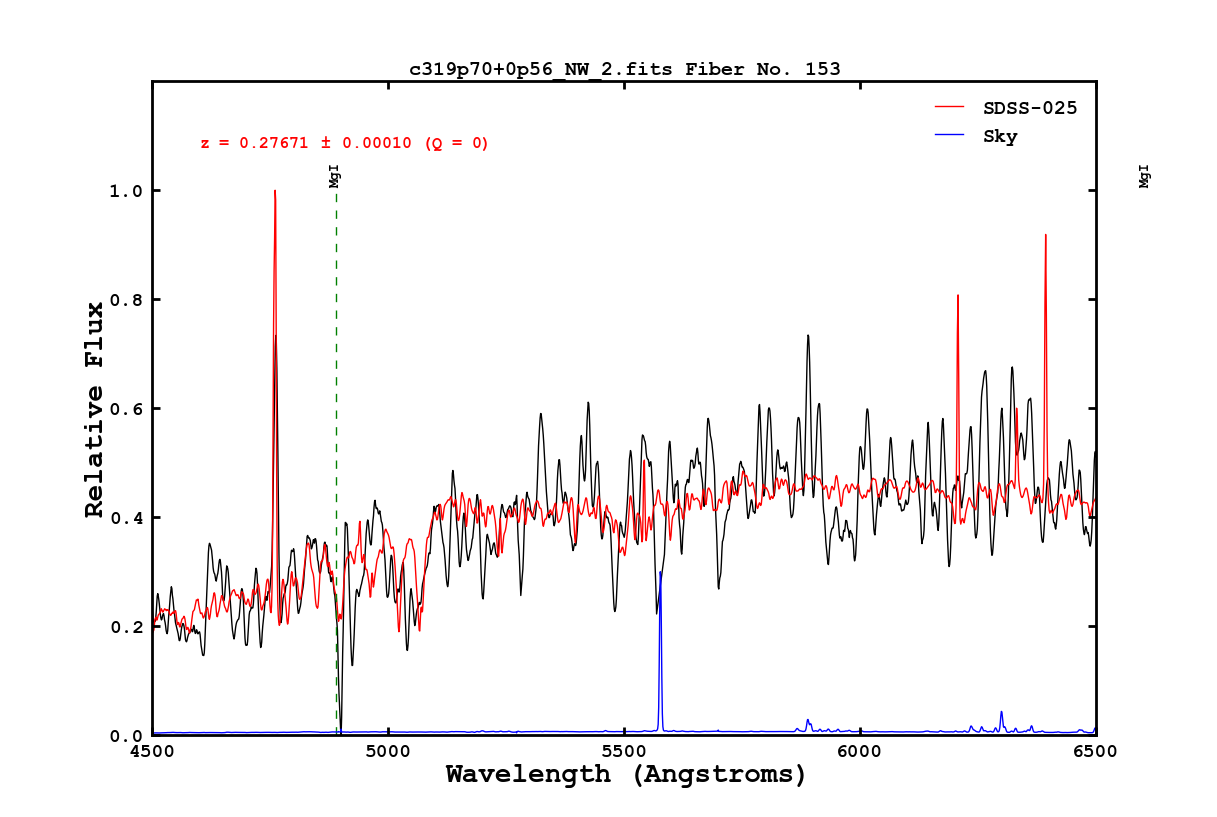 c319p70+0p56_NW_2.fits Fiber No. 153
SDSS-025
Sky
z = 0.27671 ± 0.00010 (Q = 0)
MgI
MgI
1.0
0.8
0.6
0.4
0.2
0.0
Relative Flux
4500 5000 5500 6000 6500
Wavelength (Angstroms)